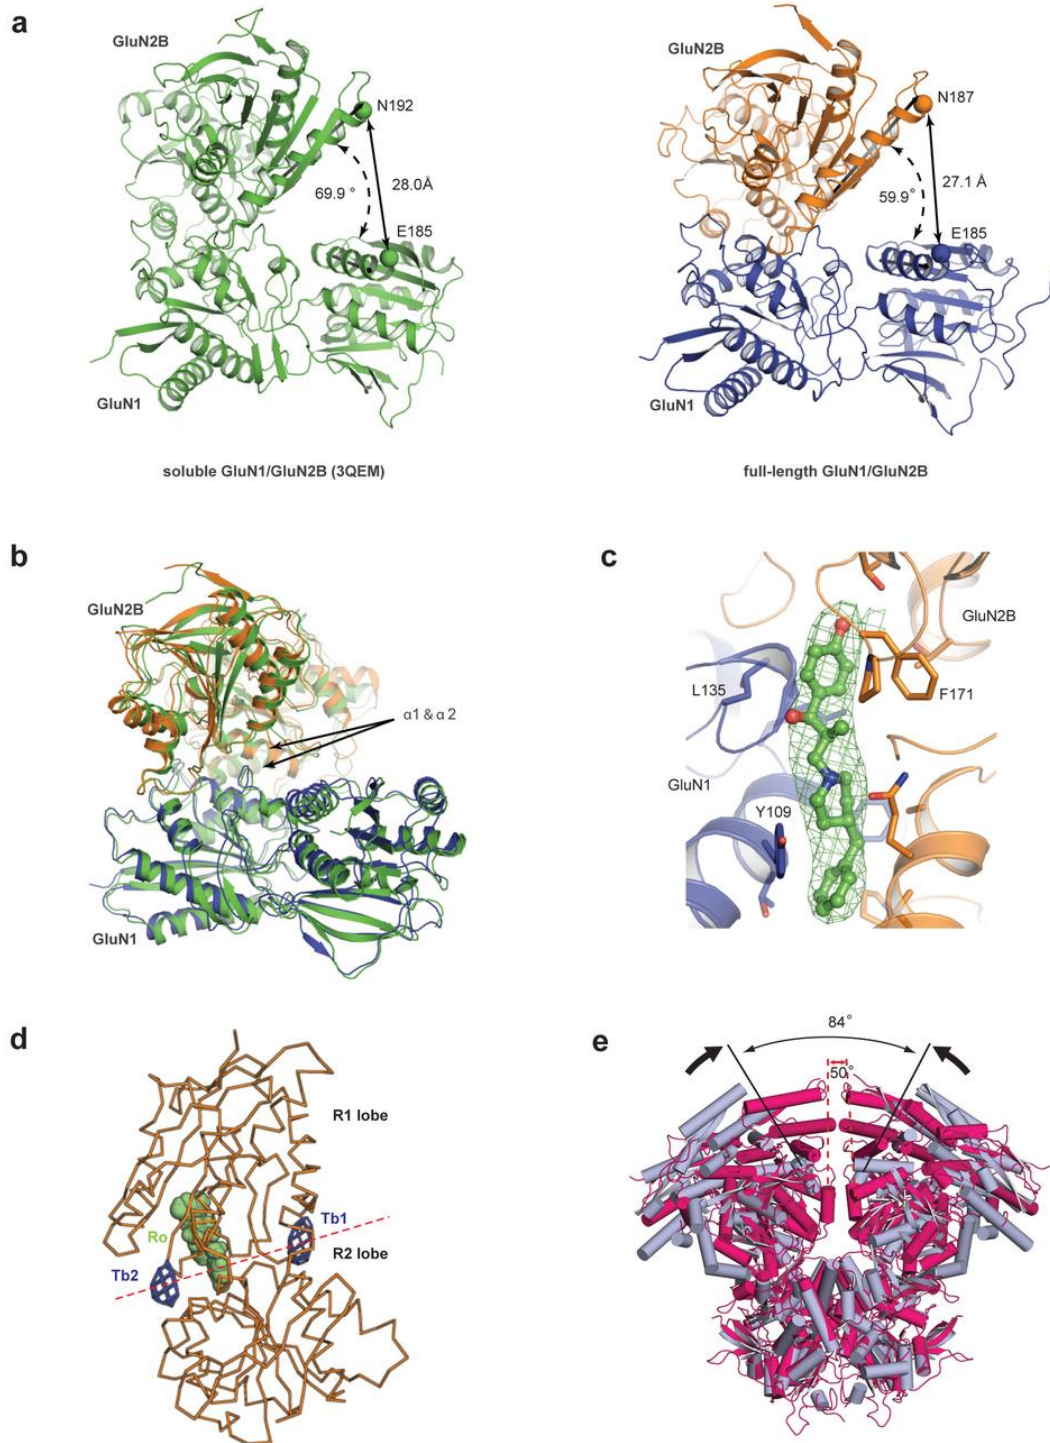 a
GluN2B
N192
69.9 °
28.0Å
E185
GluN1
soluble GluN1/GluN2B (3QEM)
GluN2B
N187
59.9°
27.1 Å
E185
GluN1
full-length GluN1/GluN2B
b
GluN2B
α1 & α 2
GluN1
c
GluN2B
L135
F171
GluN1
Y109
d
R1 lobe
Ro
Tb1
Tb2
R2 lobe
e
84°
50°